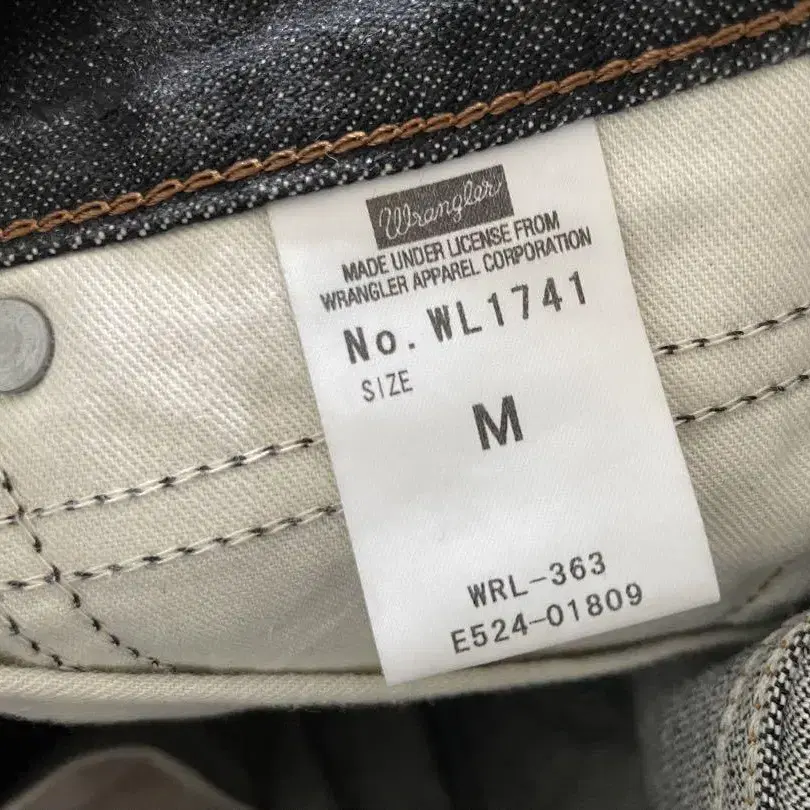 Wrangler
MADE UNDER LICENSE FROM
WRANGLER APPAREL CORPORATION
No. WL1741
SIZE
M
WRL-363
E524-01809